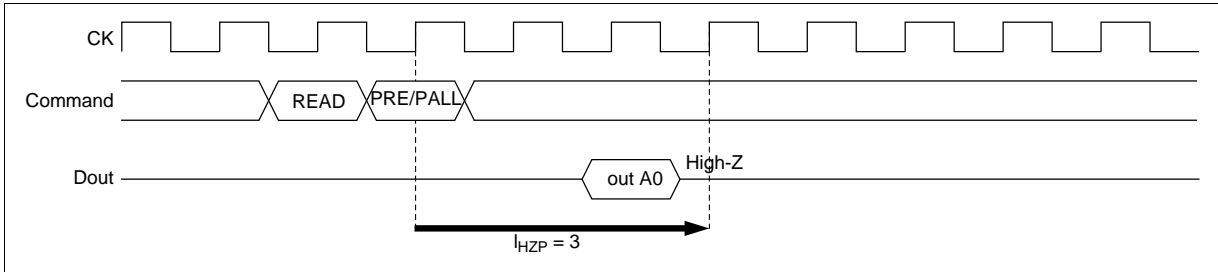 CK
Command
READ
PRE/PALL
Dout
out A0
High-Z
lHZP = 3